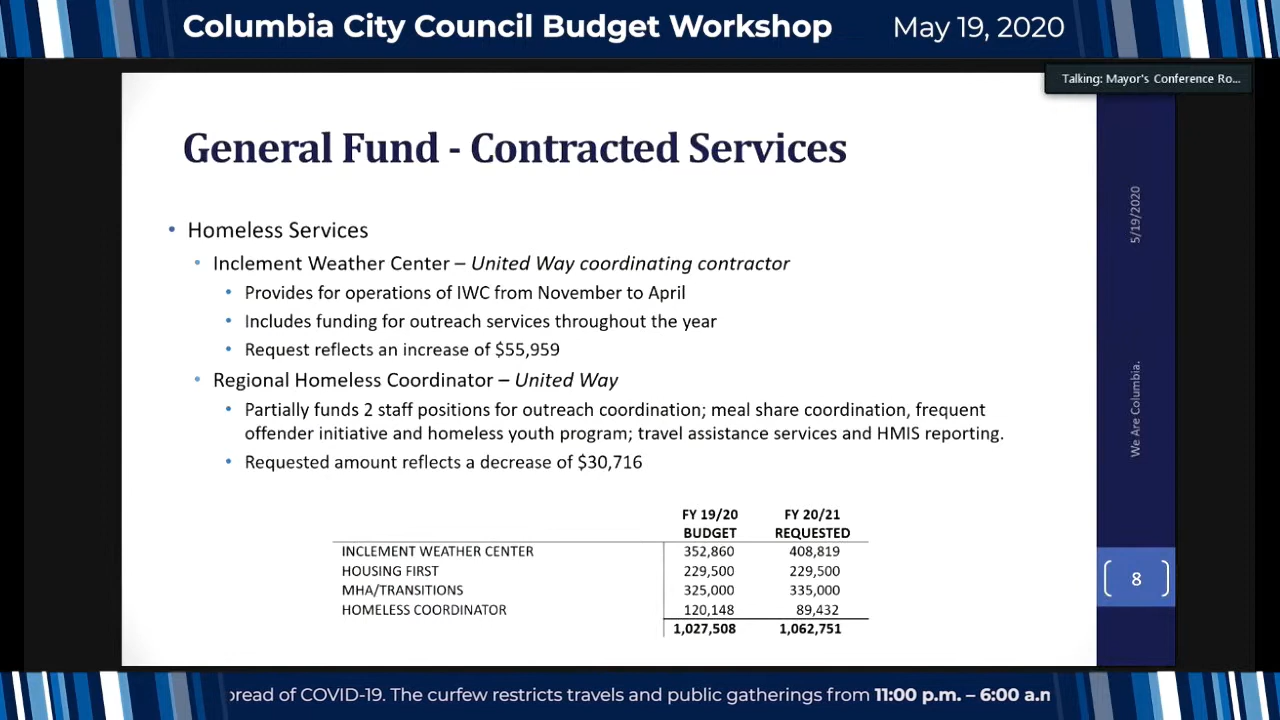 Columbia City Council Budget Workshop May 19, 2020
Talking: Mayor's Conference Ro...
General Fund - Contracted Services
• Homeless Services
• Inclement Weather Center – United Way coordinating contractor
• Provides for operations of IWC from November to April
• Includes funding for outreach services throughout the year
• Request reflects an increase of $55,959
• Regional Homeless Coordinator – United Way
• Partially funds 2 staff positions for outreach coordination; meal share coordination, frequent
offender initiative and homeless youth program; travel assistance services and HMIS reporting.
• Requested amount reflects a decrease of $30,716
FY 19/20 FY 20/21
BUDGET REQUESTED
INCLEMENT WEATHER CENTER 352,860 408,819
HOUSING FIRST 229,500 229,500
MHA/TRANSITIONS 325,000 335,000
HOMELESS COORDINATOR 120,148 89,432
1,027,508 1,062,751
5/19/2020
We Are Columbia.
8
pread of COVID-19. The curfew restricts travels and public gatherings from 11:00 p.m. – 6:00 a.n